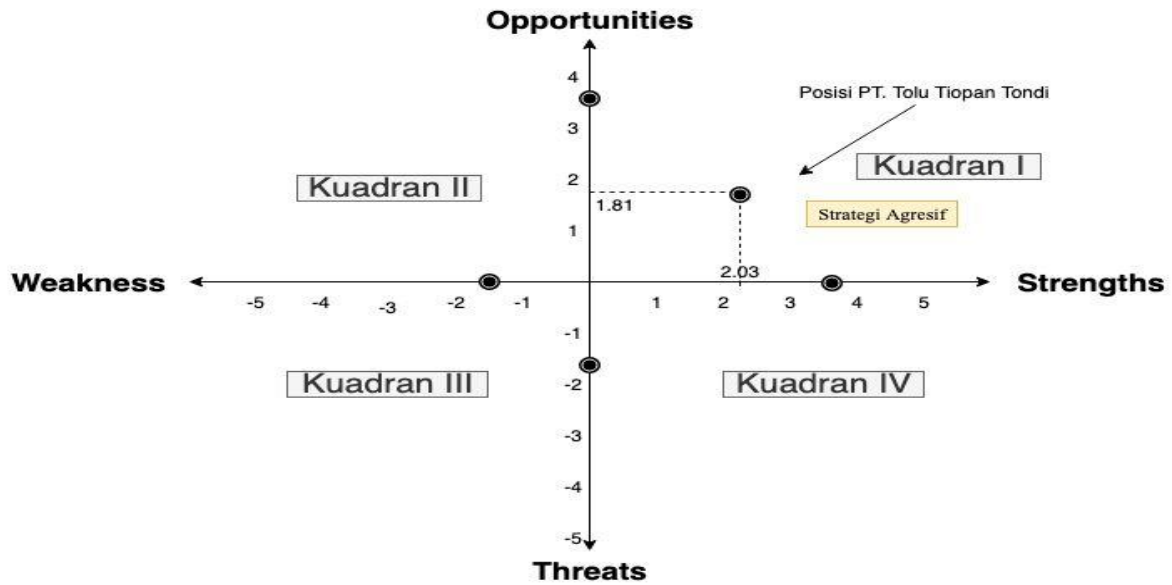 Opportunities
4
Posisi PT. Tolu Tiopan Tondi
3
Kuadran I
2
Kuadran II
1.81
Strategi Agresif
1
2.03
Weakness
Strengths
-5 -4 -3 -2 -1 1 2 3 4 5
-1
Kuadran III
-2
Kuadran IV
-3
-4
-5
Threats